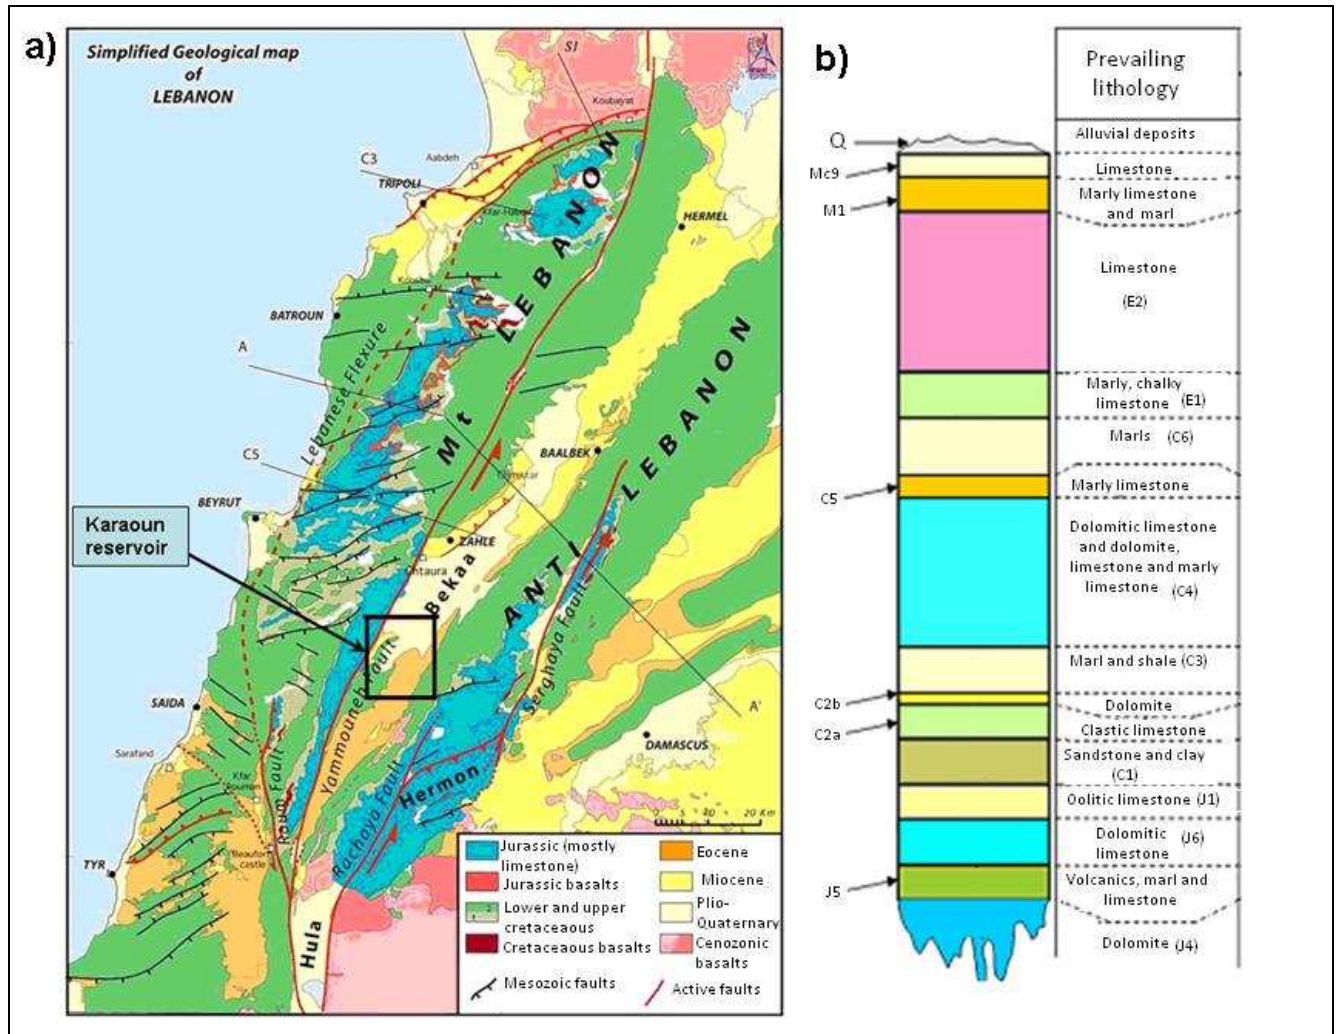 a)
Simplified Geological map
of
LEBANON
S1
Koubayat
C3
Aabdeh
TRIPOLI
HERMEL
BATROUN
A
Lebanese Flexure
Mt LEBANON
C5
BAALBEK
BEYRUT
Karaoun
reservoir
ZAHLE
Bekaa
ANTI LEBANON
Yammouneh Fault
Serghaya Fault
SAIDA
A'
Sarafand
DAMASCUS
Kfar
Roum Fault
Rachaya Fault
Hermon
Beaufort
castle
TYR
Hula
0 5 10 20 Km
Jurassic (mostly
limestone)
Jurassic basalts
Lower and upper
cretaceaous
Cretaceous basalts
Mesozoic faults
Eocene
Miocene
Plio-
Quaternary
Cenozonic
basalts
Active faults
b)
Prevailing
lithology
Q
Alluvial deposits
Mc9
Limestone
M1
Marly limestone
and marl
Limestone
(E2)
Marly, chalky
limestone (E1)
Marls (C6)
C5
Marly limestone
Dolomitic limestone
and dolomite,
limestone and marly
limestone (C4)
Marl and shale (C3)
C2b
Dolomite
C2a
Clastic limestone
Sandstone and clay
(C1)
Oolitic limestone (J1)
Dolomitic
limestone (J6)
J5
Volcanics, marl and
limestone
Dolomite (J4)